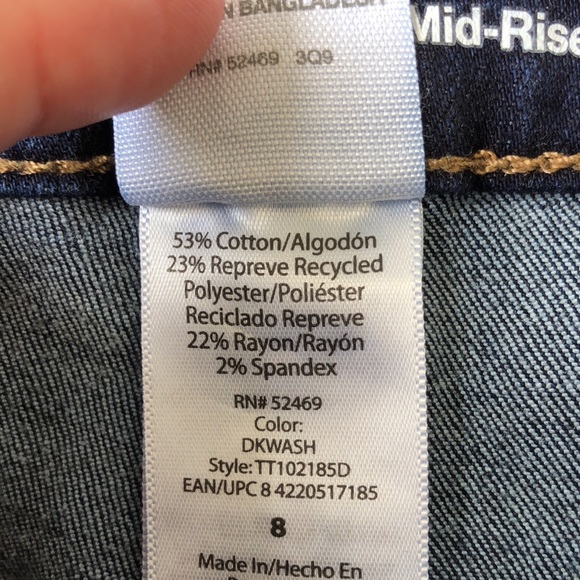 BANGLADESH
Mid-Rise
RN# 52469 3Q9
53% Cotton/Algodón
23% Repreve Recycled
Polyester/Poliéster
Reciclado Repreve
22% Rayon/Rayón
2% Spandex
RN# 52469
Color:
DKWASH
Style: TT102185D
EAN/UPC 8 4220517185
8
Made In/Hecho En